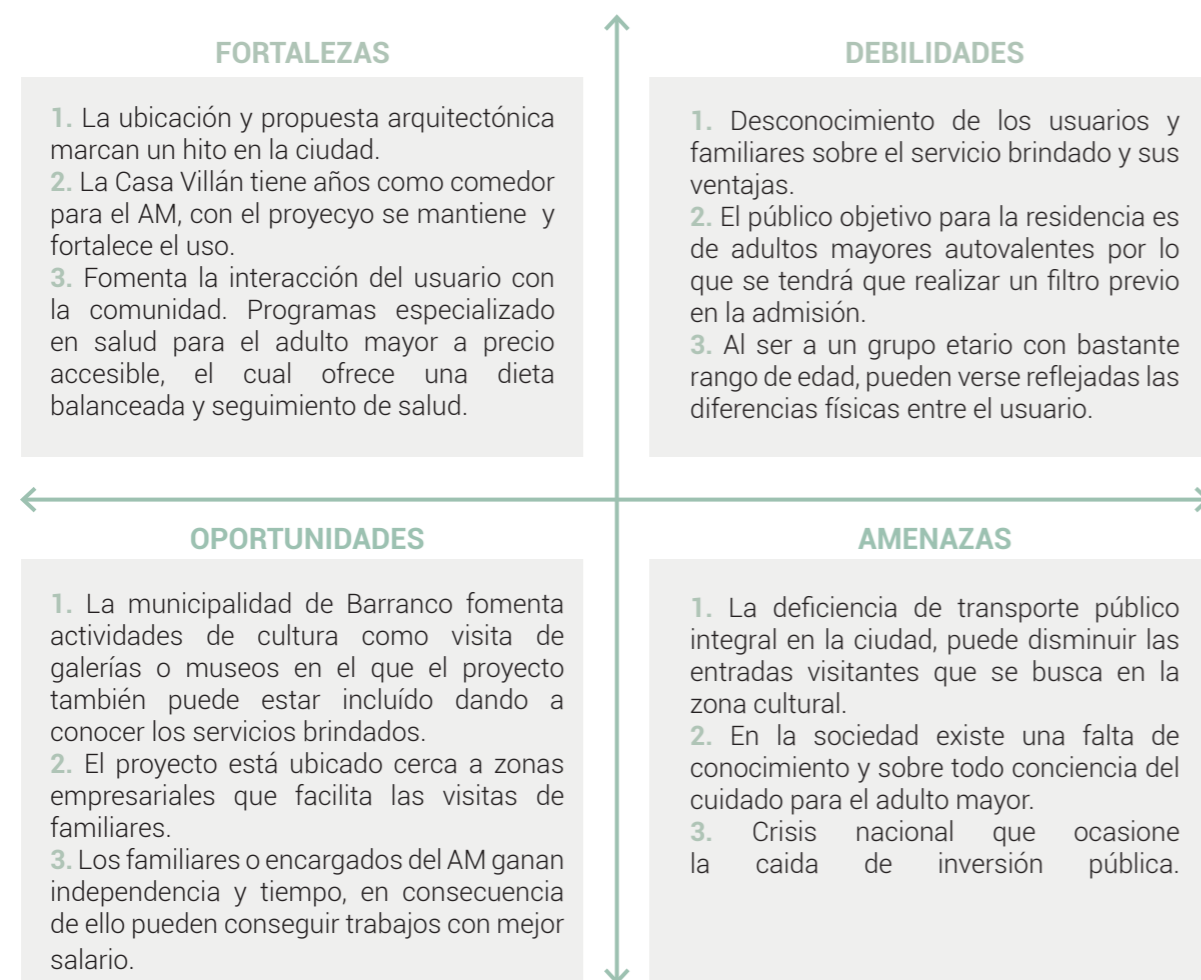 FORTALEZAS
1. La ubicación y propuesta arquitectónica
marcan un hito en la ciudad.
2. La Casa Villán tiene años como comedor
para el AM, con el proyecyo se mantiene y
fortalece el uso.
3. Fomenta la interacción del usuario con
la comunidad. Programas especializado
en salud para el adulto mayor a precio
accesible, el cual ofrece una dieta
balanceada y seguimiento de salud.
DEBILIDADES
1. Desconocimiento de los usuarios y
familiares sobre el servicio brindado y sus
ventajas.
2. El público objetivo para la residencia es
de adultos mayores autovalentes por lo
que se tendrá que realizar un filtro previo
en la admisión.
3. Al ser a un grupo etario con bastante
rango de edad, pueden verse reflejadas las
diferencias físicas entre el usuario.
OPORTUNIDADES
1. La municipalidad de Barranco fomenta
actividades de cultura como visita de
galerías o museos en el que el proyecto
también puede estar incluído dando a
conocer los servicios brindados.
2. El proyecto está ubicado cerca a zonas
empresariales que facilita las visitas de
familiares.
3. Los familiares o encargados del AM ganan
independencia y tiempo, en consecuencia
de ello pueden conseguir trabajos con mejor
salario.
AMENAZAS
1. La deficiencia de transporte público
integral en la ciudad, puede disminuir las
entradas visitantes que se busca en la
zona cultural.
2. En la sociedad existe una falta de
conocimiento y sobre todo conciencia del
cuidado para el adulto mayor.
3. Crisis nacional que ocasione
la caida de inversión pública.